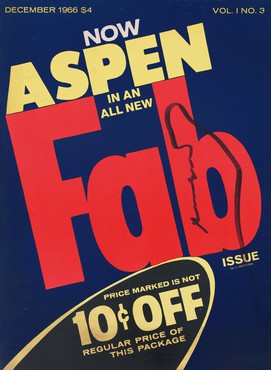 DECEMBER 1966 $4
VOL. I NO. 3
NOW
ASPEN
IN AN
ALL NEW
Fab
ISSUE
PRICE MARKED IS NOT
10¢ OFF
REGULAR PRICE OF
THIS PACKAGE